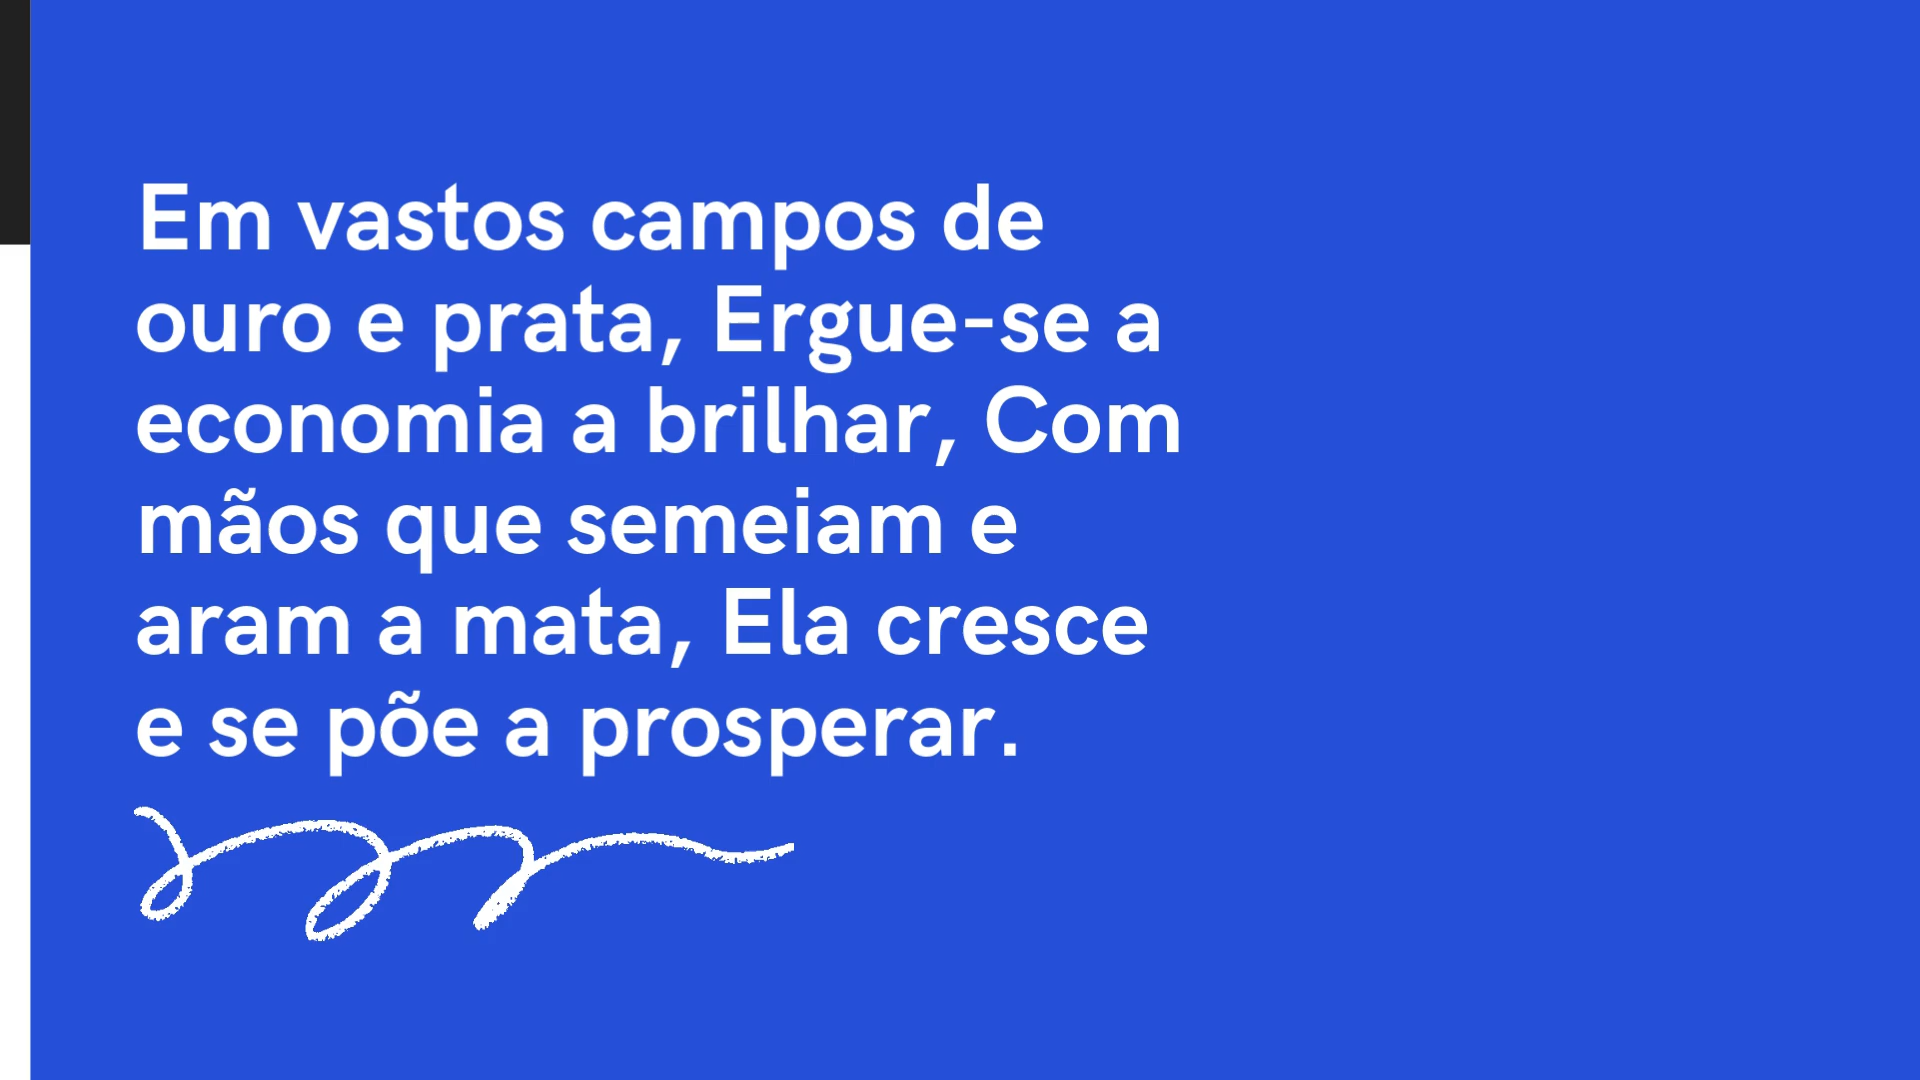 Em vastos campos de
ouro e prata, Ergue-se a
economia a brilhar, Com
mãos que semeiam e
aram a mata, Ela cresce
e se põe a prosperar.